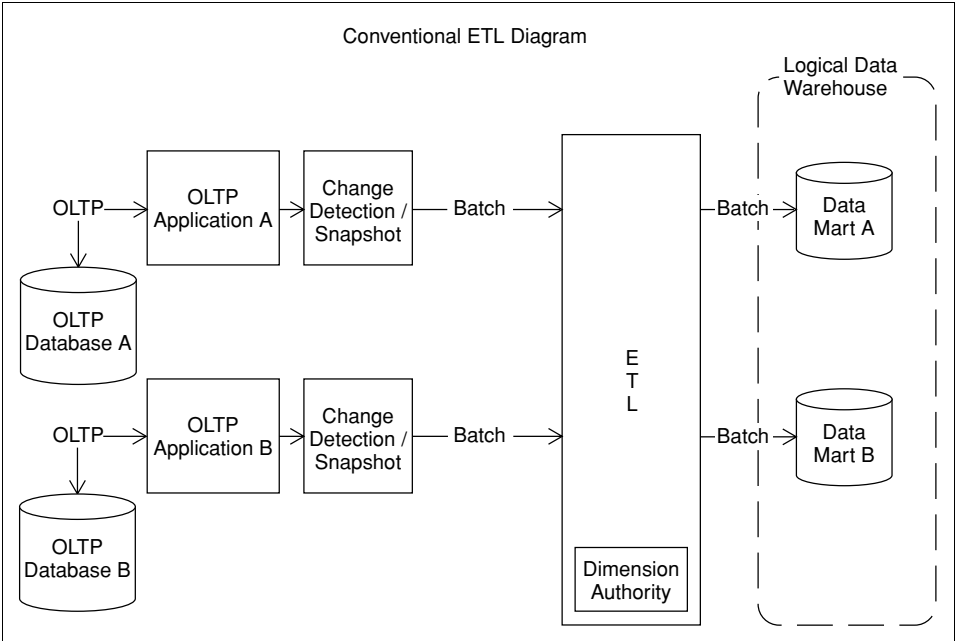 Conventional ETL Diagram
Logical Data
Warehouse
OLTP
OLTP
Application A
Change
Detection /
Snapshot
Batch
Batch
Data
Mart A
OLTP
Database A
E
T
L
OLTP
OLTP
Application B
Change
Detection /
Snapshot
Batch
Batch
Data
Mart B
OLTP
Database B
Dimension
Authority